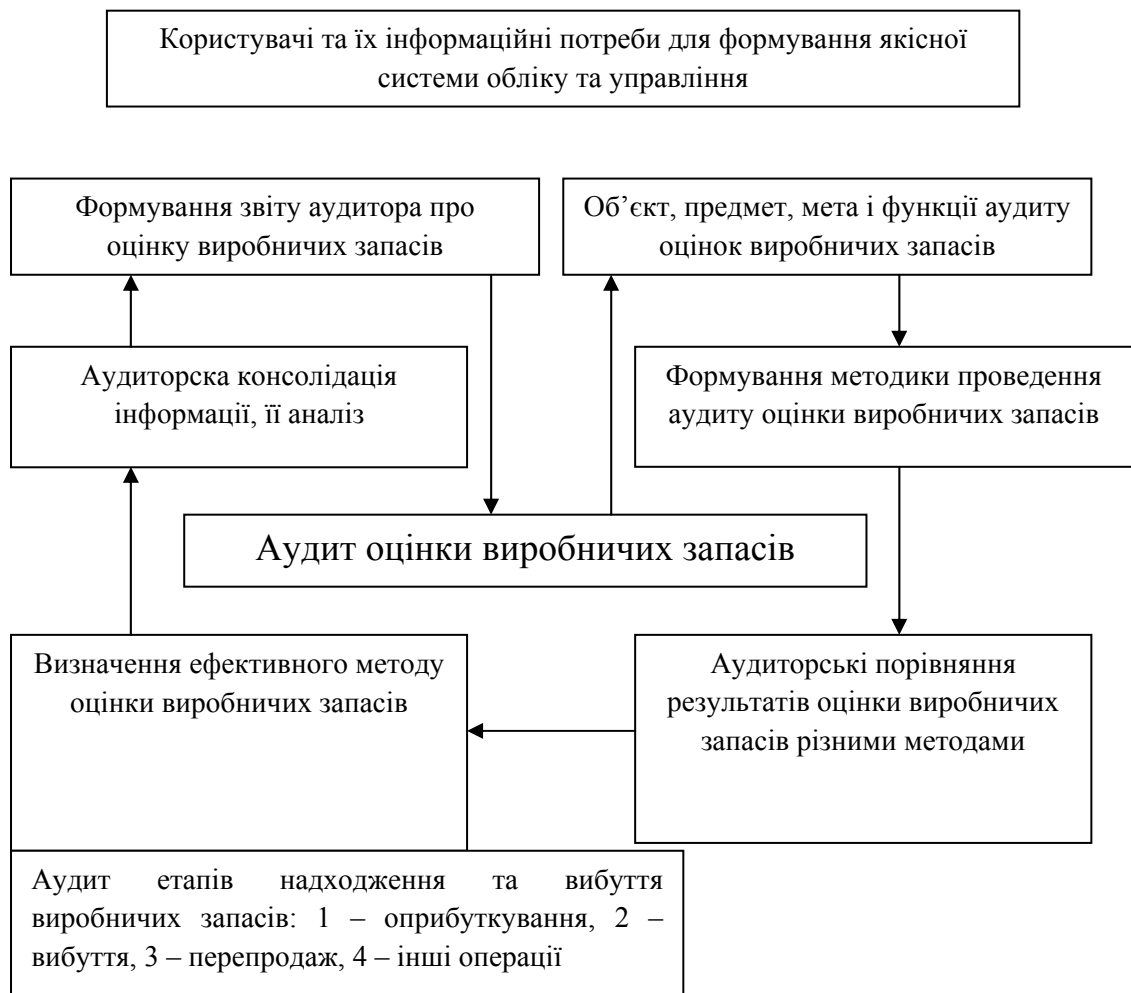 Користувачі та їх інформаційні потреби для формування якісної
системи обліку та управління
Формування звіту аудитора про
оцінку виробничих запасів
Об’єкт, предмет, мета і функції аудиту
оцінок виробничих запасів
Аудиторска консолідація
інформації, її аналіз
Формування методики проведення
аудиту оцінки виробничих запасів
Аудит оцінки виробничих запасів
Визначення ефективного методу
оцінки виробничих запасів
Аудиторські порівняння
результатів оцінки виробничих
запасів різними методами
Аудит етапів надходження та вибуття
виробничих запасів: 1 – оприбуткування, 2 –
вибуття, 3 – перепродаж, 4 – інші операції